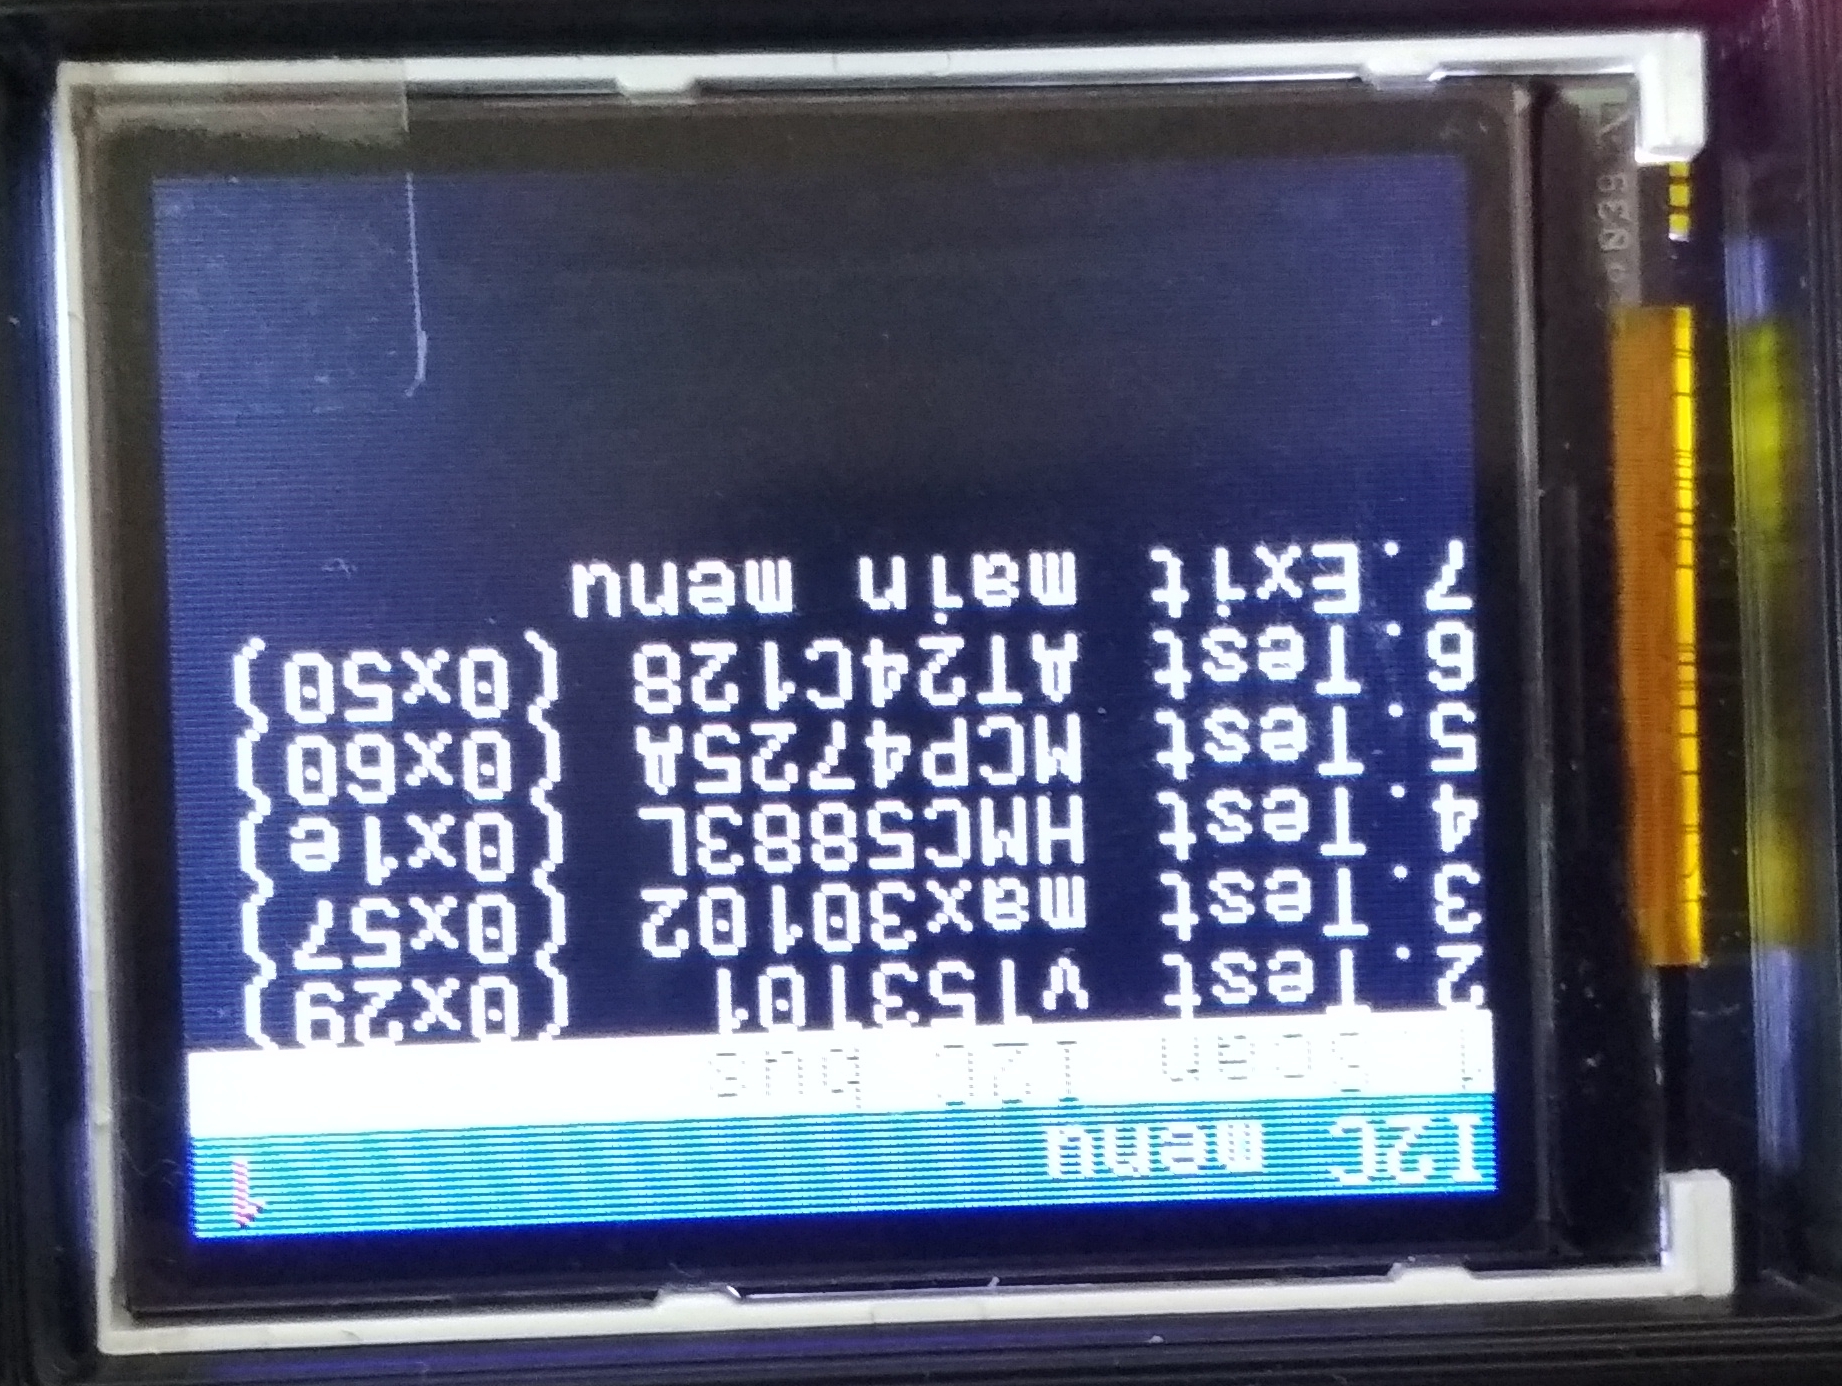 I2C menu 1
1.Scan I2C bus
2.Test vl53l01 (0x29)
3.Test max30102 (0x57)
4.Test HMC5883L (0x1e)
5.Test MCP4725A (0x60)
6.Test AT24C128 (0x50)
7.Exit main menu